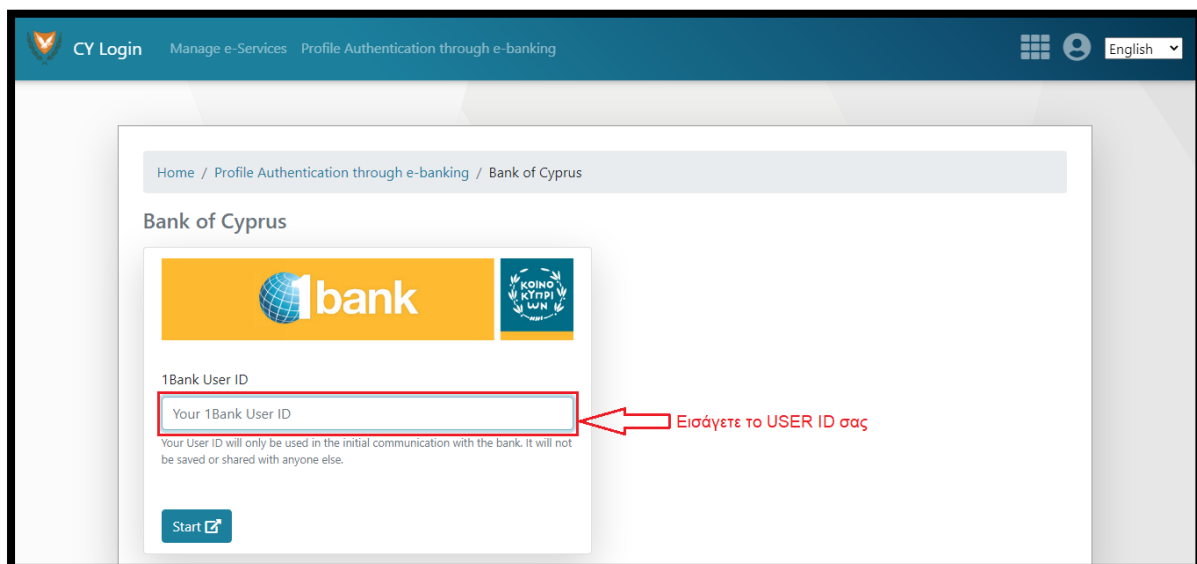 CY Login Manage e-Services Profile Authentication through e-banking English
Home / Profile Authentication through e-banking / Bank of Cyprus
Bank of Cyprus
1bank
ΚΟΙΝΟ
ΚΥΠΡΙ
ΩΝ
1Bank User ID
Your 1Bank User ID
Εισάγετε το USER ID σας
Your User ID will only be used in the initial communication with the bank. It will not
be saved or shared with anyone else.
Start